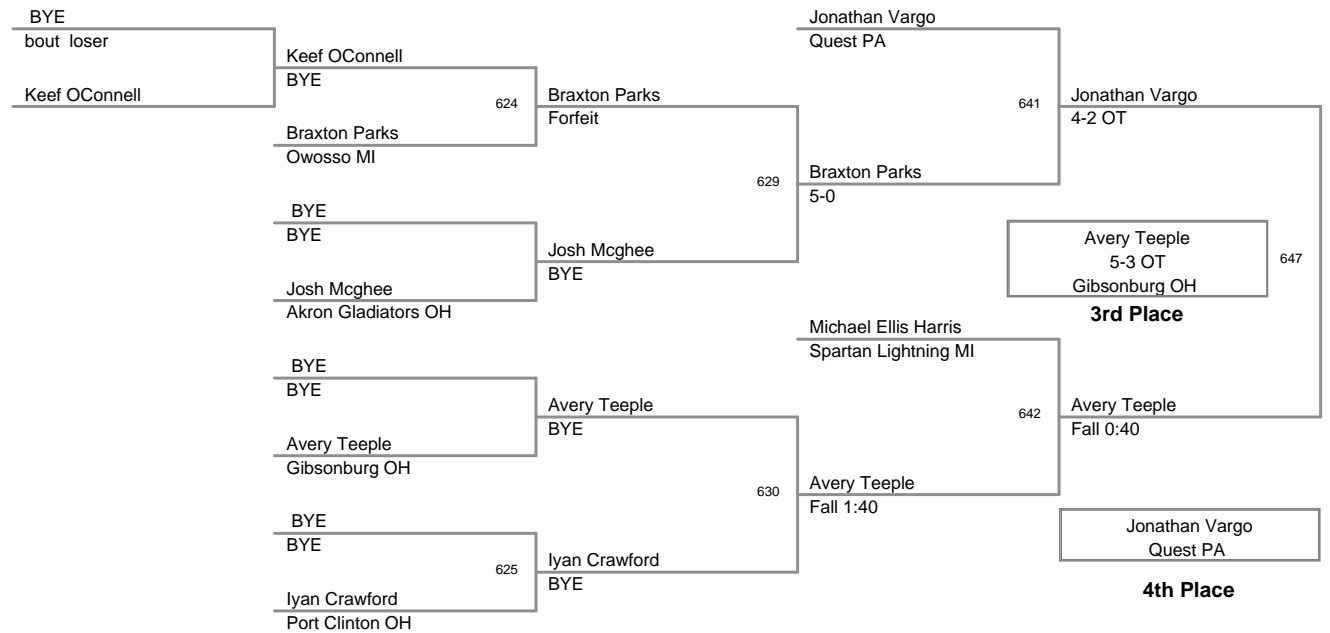 BYE
bout loser
Keef OConnell
Keef OConnell
BYE
624
Braxton Parks
Owosso MI
Braxton Parks
Forfeit
BYE
BYE
Josh Mcghee
Akron Gladiators OH
Josh Mcghee
BYE
629
Braxton Parks
5-0
Jonathan Vargo
Quest PA
641
Jonathan Vargo
4-2 OT
BYE
BYE
Avery Teeple
Gibsonburg OH
Avery Teeple
BYE
BYE
BYE
625
Iyan Crawford
Port Clinton OH
Iyan Crawford
BYE
630
Avery Teeple
Fall 1:40
Michael Ellis Harris
Spartan Lightning MI
642
Avery Teeple
Fall 0:40
Avery Teeple
5-3 OT
Gibsonburg OH
647
3rd Place
Jonathan Vargo
Quest PA
4th Place